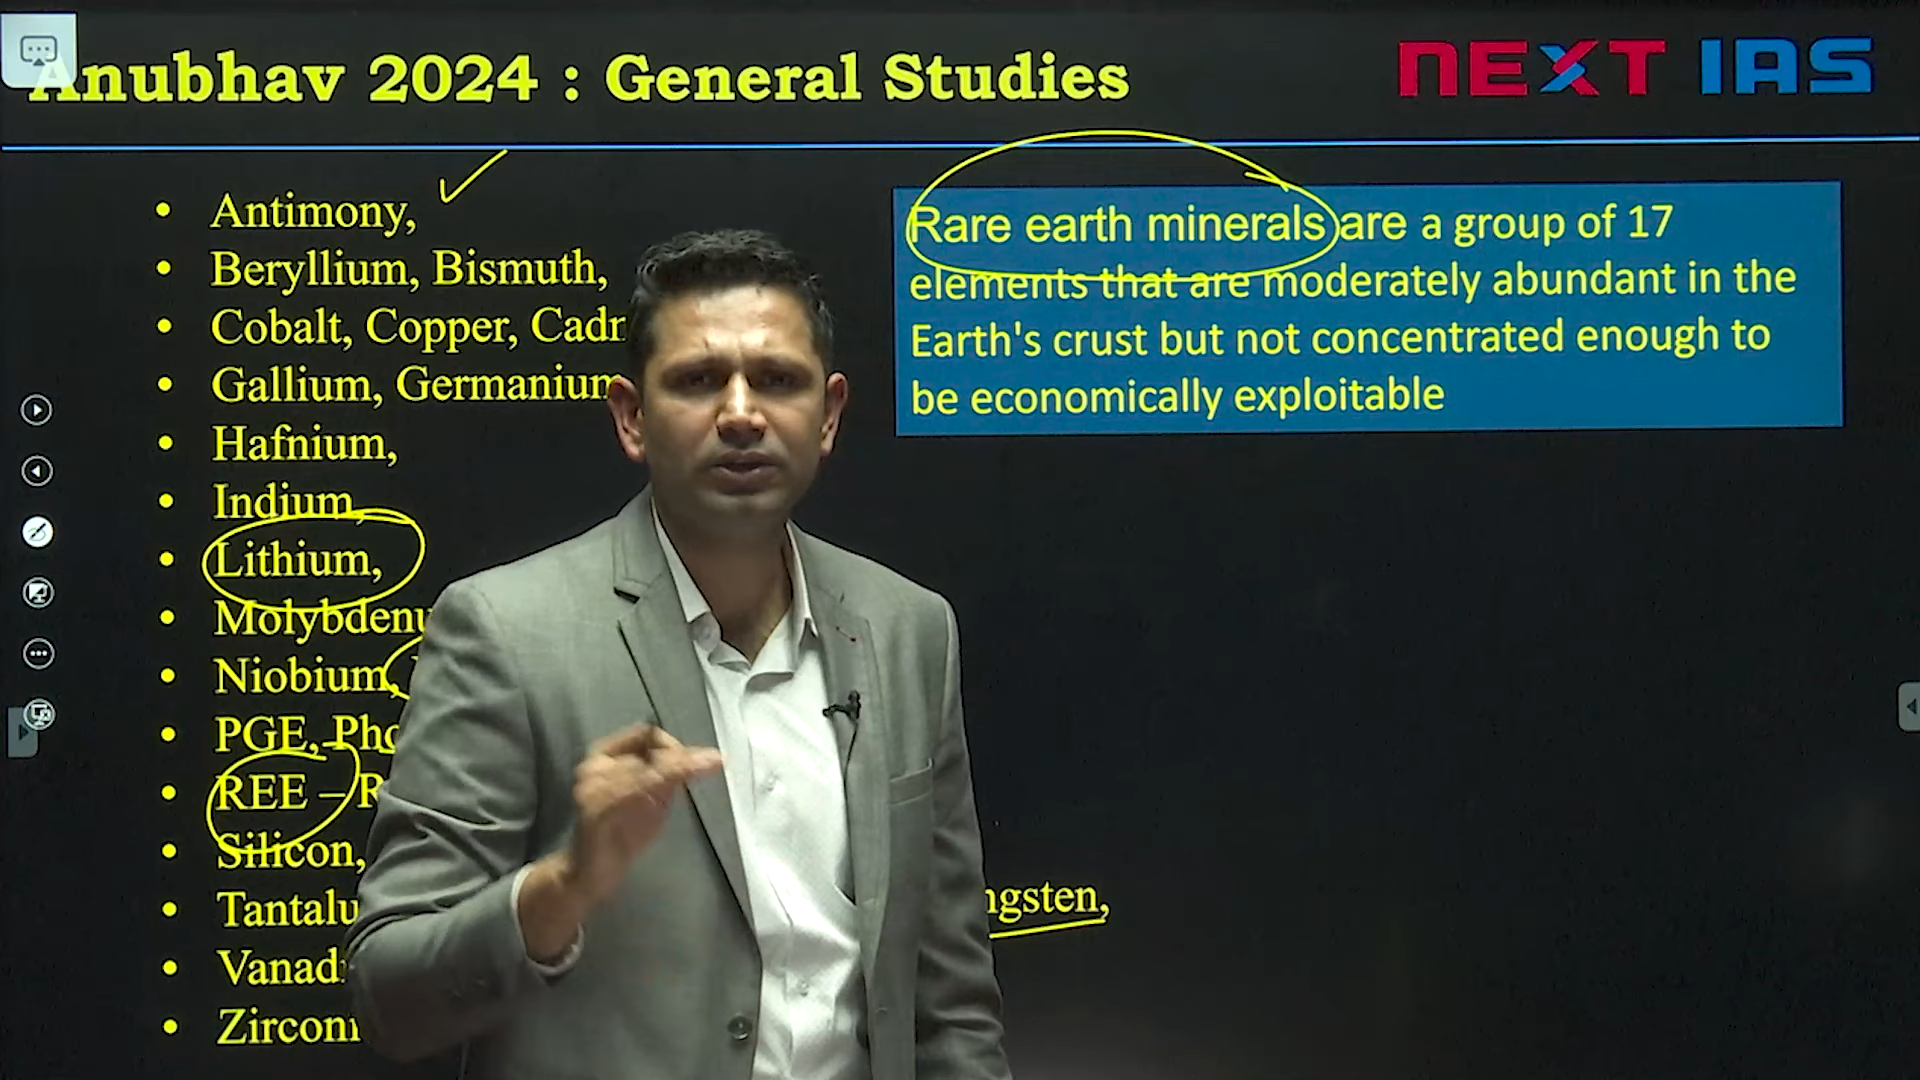 Anubhav 2024 : General Studies
NEXT IAS
• Antimony,
• Beryllium, Bismuth,
• Cobalt, Copper,
• Gallium, Germanium
• Hafnium,
• Indium,
• Lithium,
• 
• Niobium,
• PGE,
• REE –
• Silicon,
• 
• 
• 
Rare earth minerals are a group of 17
elements that are moderately abundant in the
Earth's crust but not concentrated enough to
be economically exploitable